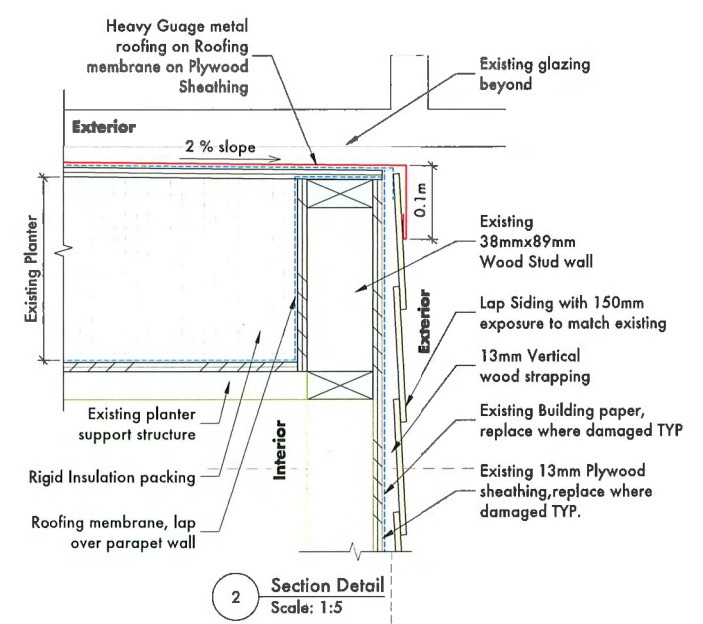 Heavy Guage metal
roofing on Roofing
membrane on Plywood
Sheathing
Existing glazing
beyond
Exterior
2 % slope
0.1m
Existing Planter
Existing
38mmx89mm
Wood Stud wall
Exterior
Lap Siding with 150mm
exposure to match existing
13mm Vertical
wood strapping
Existing planter
support structure
Existing Building paper,
replace where damaged TYP
Interior
Rigid Insulation packing
Existing 13mm Plywood
sheathing,replace where
damaged TYP.
Roofing membrane, lap
over parapet wall
2
Section Detail
Scale: 1:5